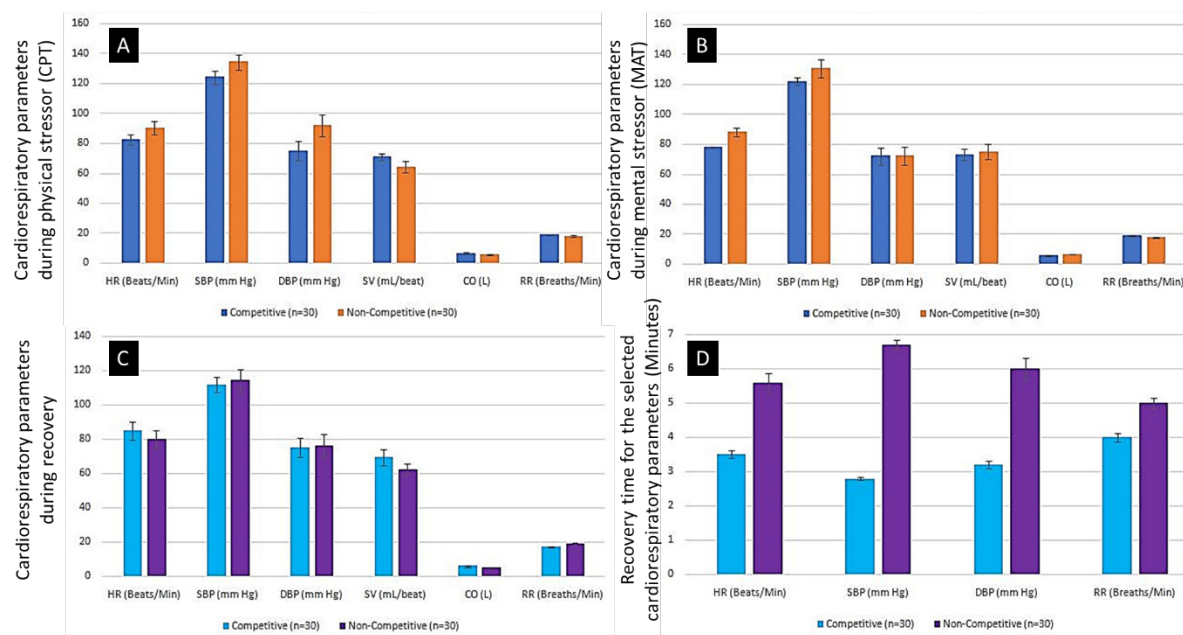 Cardiorespiratory parameters
during physical stressor (CPT)
A
160
140
120
100
80
60
40
20
0
HR (Beats/Min) SBP (mm Hg) DBP (mm Hg) SV (mL/beat) CO (L) RR (Breaths/Min)
Competitive (n=30) Non-Competitive (n=30)
Cardiorespiratory parameters
during mental stressor (MAT)
B
160
140
120
100
80
60
40
20
0
HR (Beats/Min) SBP (mm Hg) DBP (mm Hg) SV (mL/beat) CO (L) RR (Breaths/Min)
Competitive (n=30) Non-Competitive (n=30)
Cardiorespiratory parameters
during recovery
C
140
120
100
80
60
40
20
0
HR (Beats/Min) SBP (mm Hg) DBP (mm Hg) SV (mL/beat) CO (L) RR (Breaths/Min)
Competitive (n=30) Non-Competitive (n=30)
Recovery time for the selected
cardiorespiratory parameters (Minutes)
D
7
6
5
4
3
2
1
0
HR (Beats/Min) SBP (mm Hg) DBP (mm Hg) RR (Breaths/Min)
Competitive (n=30) Non-Competitive (n=30)